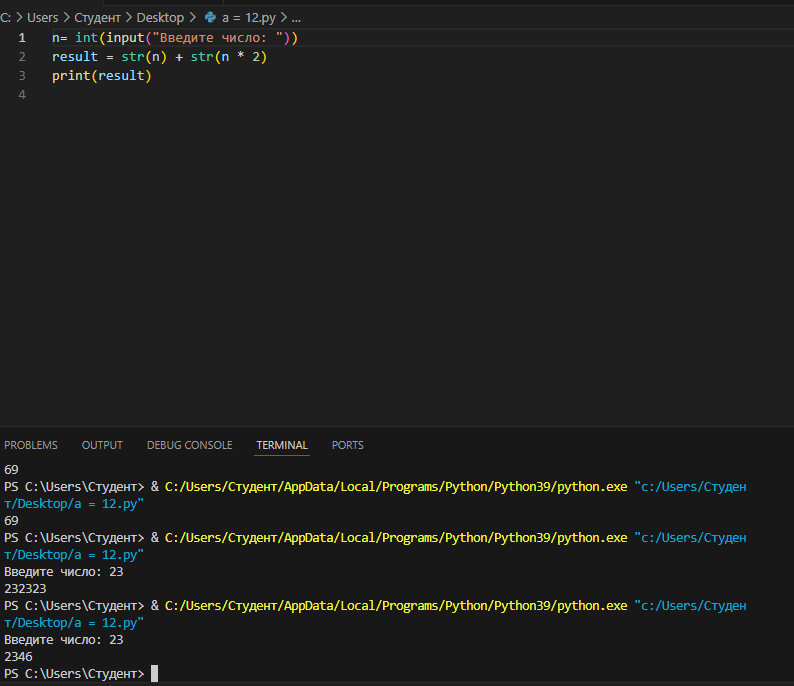 C: > Users > Студент > Desktop > a = 12.py > ...
1 n= int(input("Введите число: "))
2 result = str(n) + str(n * 2)
3 print(result)
4
PROBLEMS OUTPUT DEBUG CONSOLE TERMINAL PORTS
69
PS C:\Users\Студент> & C:/Users/Студент/AppData/Local/Programs/Python/Python39/python.exe "c:/Users/Студен
т/Desktop/a = 12.py"
69
PS C:\Users\Студент> & C:/Users/Студент/AppData/Local/Programs/Python/Python39/python.exe "c:/Users/Студен
т/Desktop/a = 12.py"
Введите число: 23
232323
PS C:\Users\Студент> & C:/Users/Студент/AppData/Local/Programs/Python/Python39/python.exe "c:/Users/Студен
т/Desktop/a = 12.py"
Введите число: 23
2346
PS C:\Users\Студент>